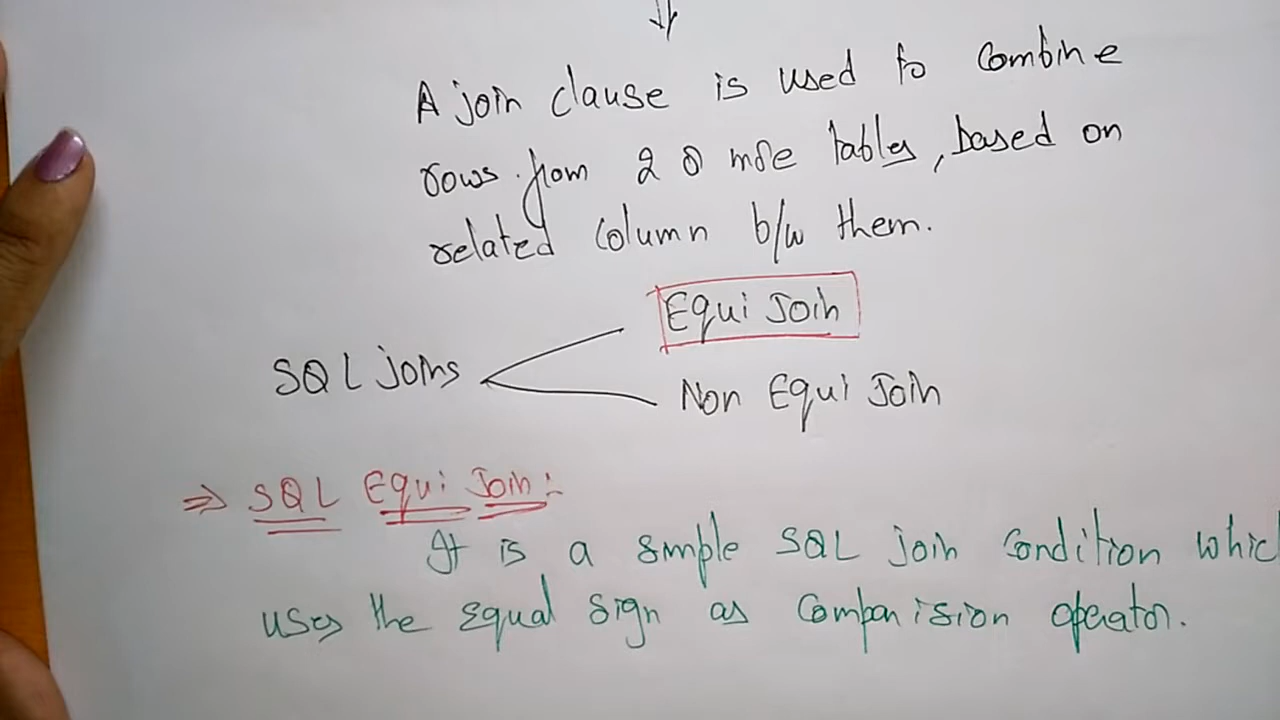 A join clause is used to combine
rows from 2 or more tables, based on
related column b/w them.
Equi Join
SQL joins
Non Equi Join
⇒ SQL Equi Join:-
It is a simple SQL join condition which
uses the equal sign as comparision operator.